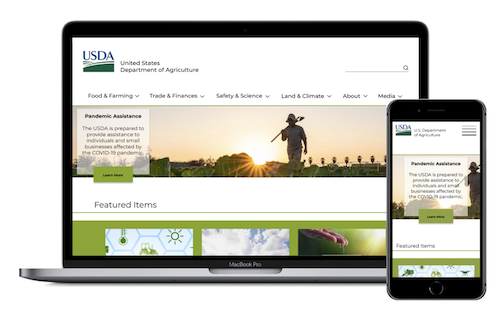 USDA
United States
Department of Agriculture
Food & Farming
Trade & Finances
Safety & Science
Land & Climate
About
Media
Pandemic Assistance
The USDA is prepared to
provide assistance to
individuals and small
businesses affected by
the COVID-19 pandemic.
Learn More
Featured Items
MacBook Pro
USDA
U.S. Department
of Agriculture
Pandemic Assistance
The USDA is prepared to
provide assistance to
individuals and small
businesses affected by
the COVID-19 pandemic.
Learn More
Featured Items